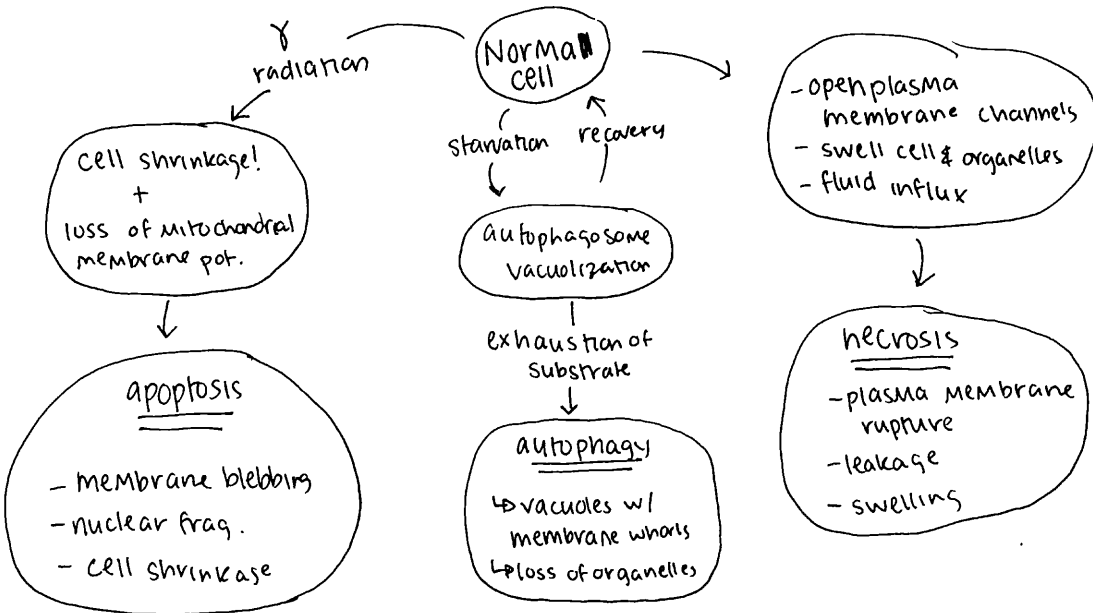 γ
radiation
Normal
cell
starvation
recovery
cell shrinkage!
+
loss of mitochondrial
membrane pot.
apoptosis
- membrane blebbing
- nuclear frag.
- cell shrinkage
autophagosome
vacuolization
exhaustion of
substrate
autophagy
↳ vacuoles w/
membrane whorls
↳ loss of organelles
- open plasma
membrane channels
- swell cell & organelles
- fluid influx
necrosis
- plasma membrane
rupture
- leakage
- swelling